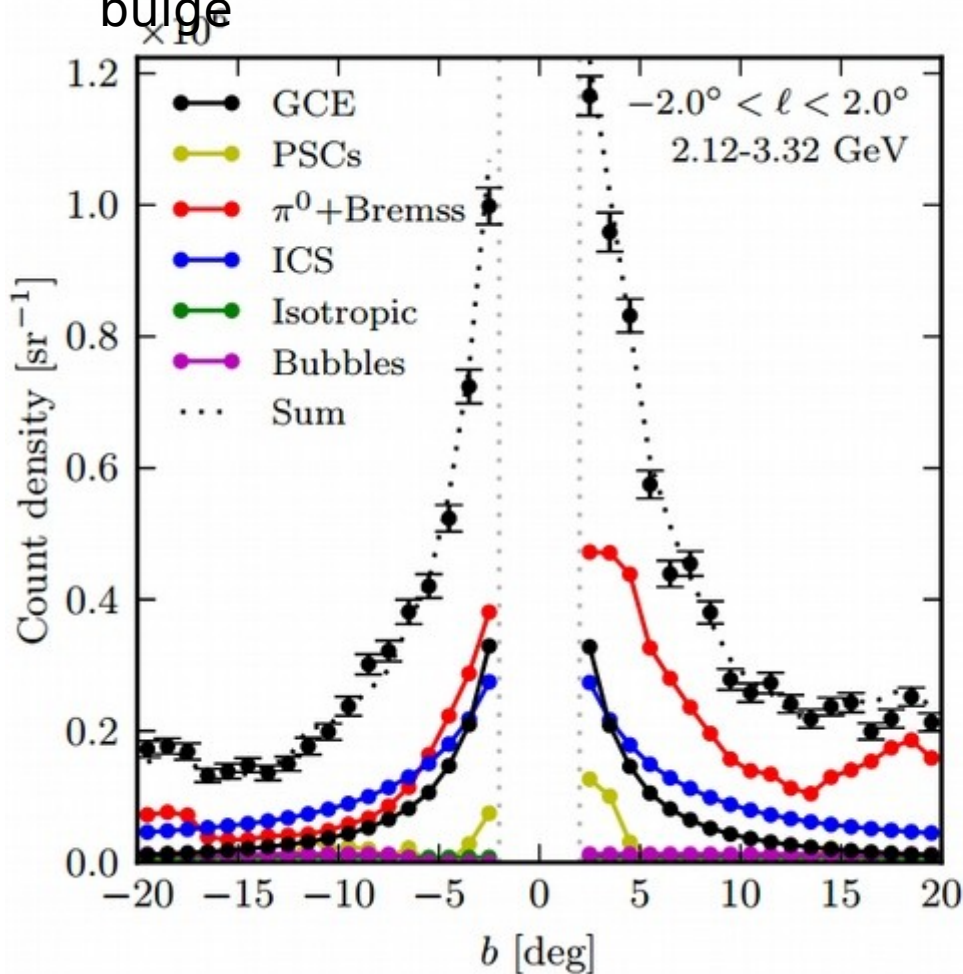 bulge
1.2
1.0
0.8
0.6
0.4
0.2
0.0
Count density [sr⁻¹]
GCE
PSCs
π⁰+Bremss
ICS
Isotropic
Bubbles
Sum
−2.0° < ℓ < 2.0°
2.12-3.32 GeV
−20 −15 −10 −5 0 5 10 15 20
b [deg]